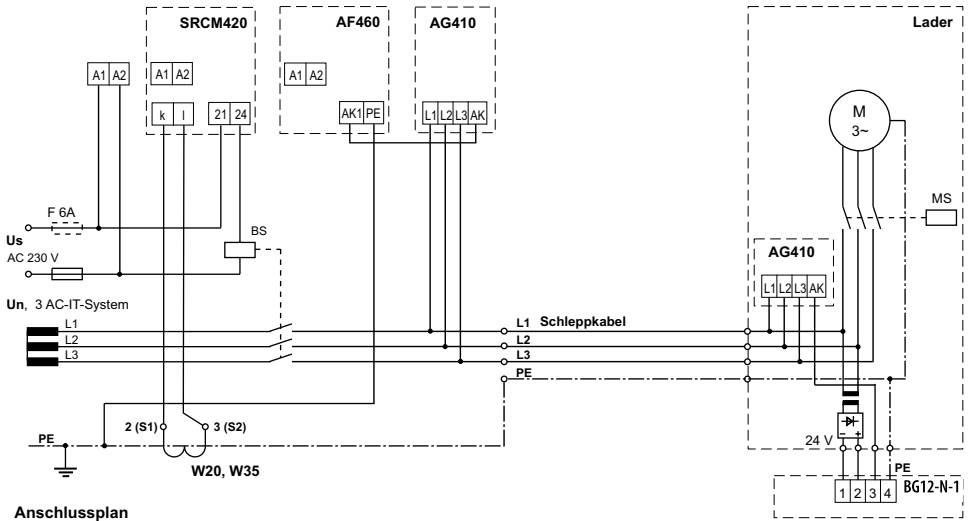 SRCM420
AF460
AG410
Lader
A1 A2
A1 A2
A1 A2
k l
21 24
AK1 PE
L1 L2 L3 AK
M
3~
MS
F 6A
Us
AC 230 V
BS
AG410
L1 L2 L3 AK
Un, 3 AC-IT-System
L1
L2
L3
L1 Schleppkabel
L2
L3
PE
2 (S1)
3 (S2)
PE
W20, W35
24 V
- +
PE
1 2 3 4
BG12-N-1
Anschlussplan